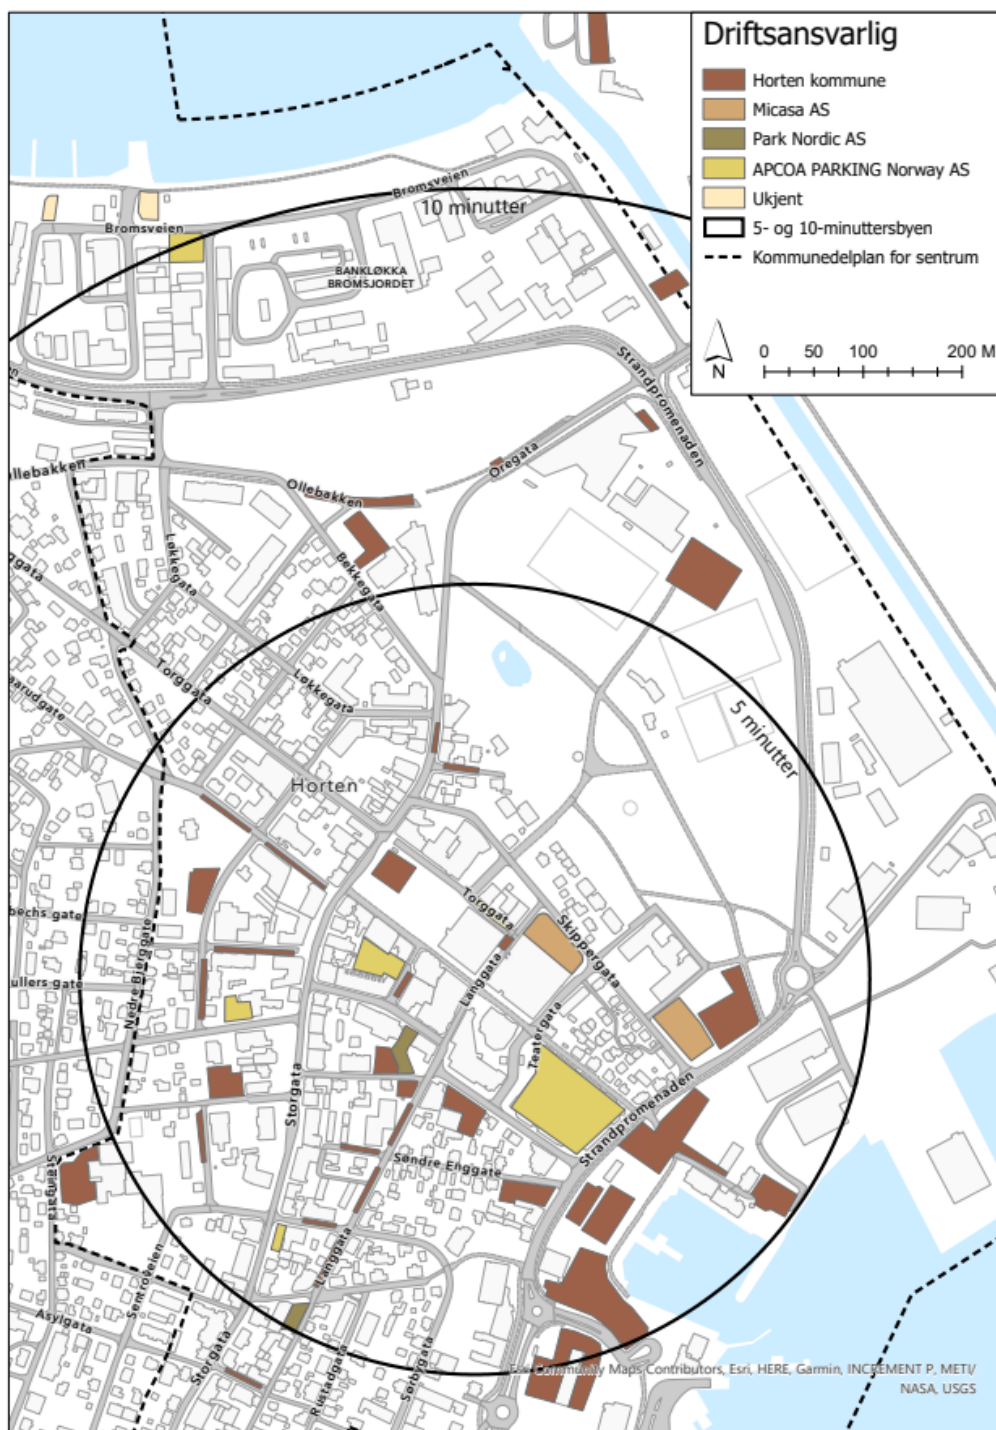 Driftsansvarlig
Horten kommune
Micasa AS
Park Nordic AS
APCOA PARKING Norway AS
Ukjent
5- og 10-minuttersbyen
Kommunedelplan for sentrum
N
0 50 100 200 M
Bromsveien
10 minutter
Bromsveien
BANKLØKKA
BROMSJORDET
Strandpromenaden
Oregata
ollebakken
Ollebakken
Løkkegata
Bekkegata
Torggata
Løkkegata
5 minutter
Horten
Torggata
Skippergata
Langgata
Nedre Bjerggate
Teatergata
Storgata
Strandpromenaden
Søndre Enggate
Langgata
Sentroveien
Asylgata
Storgata
Rustadgata
Sørbygata
Esri Community Maps Contributors, Esri, HERE, Garmin, INCREMENT P, METI/
NASA, USGS